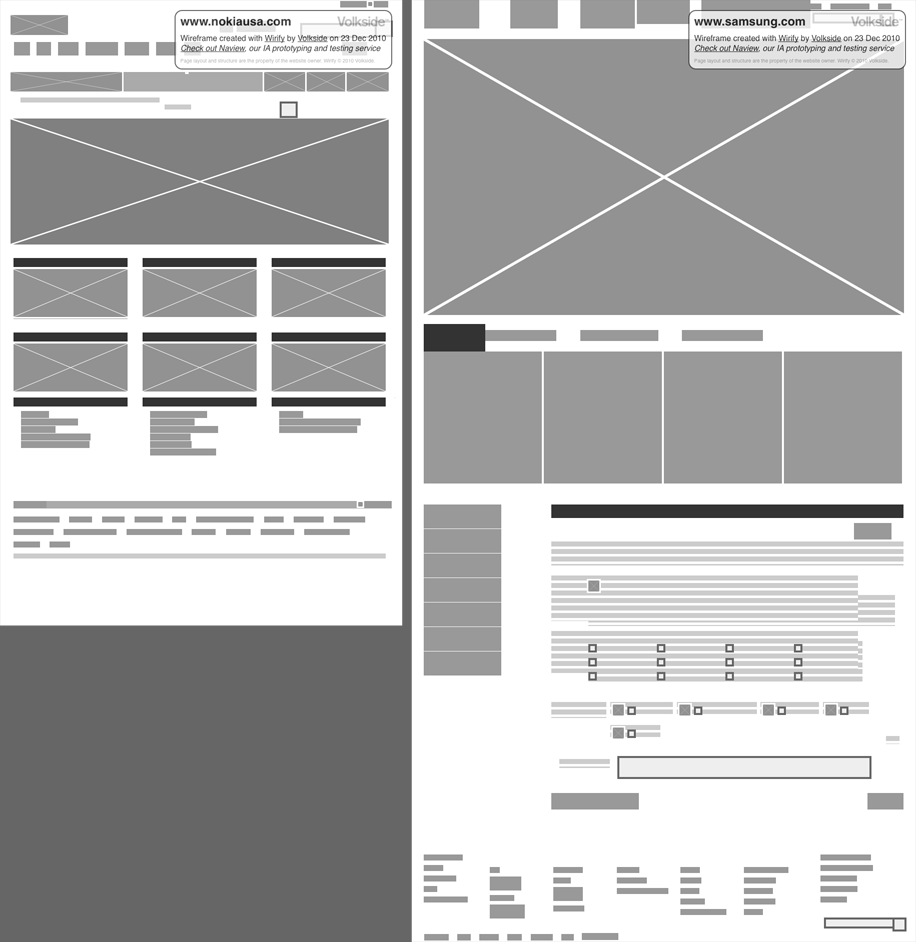 www.nokiausa.com Volkside
Wireframe created with Wirify by Volkside on 23 Dec 2010
Check out Naview, our IA prototyping and testing service
Page layout and structure are the property of the website owner. Wirify © 2010 Volkside.
www.samsung.com Volkside
Wireframe created with Wirify by Volkside on 23 Dec 2010
Check out Naview, our IA prototyping and testing service
Page layout and structure are the property of the website owner. Wirify © 2010 Volkside.